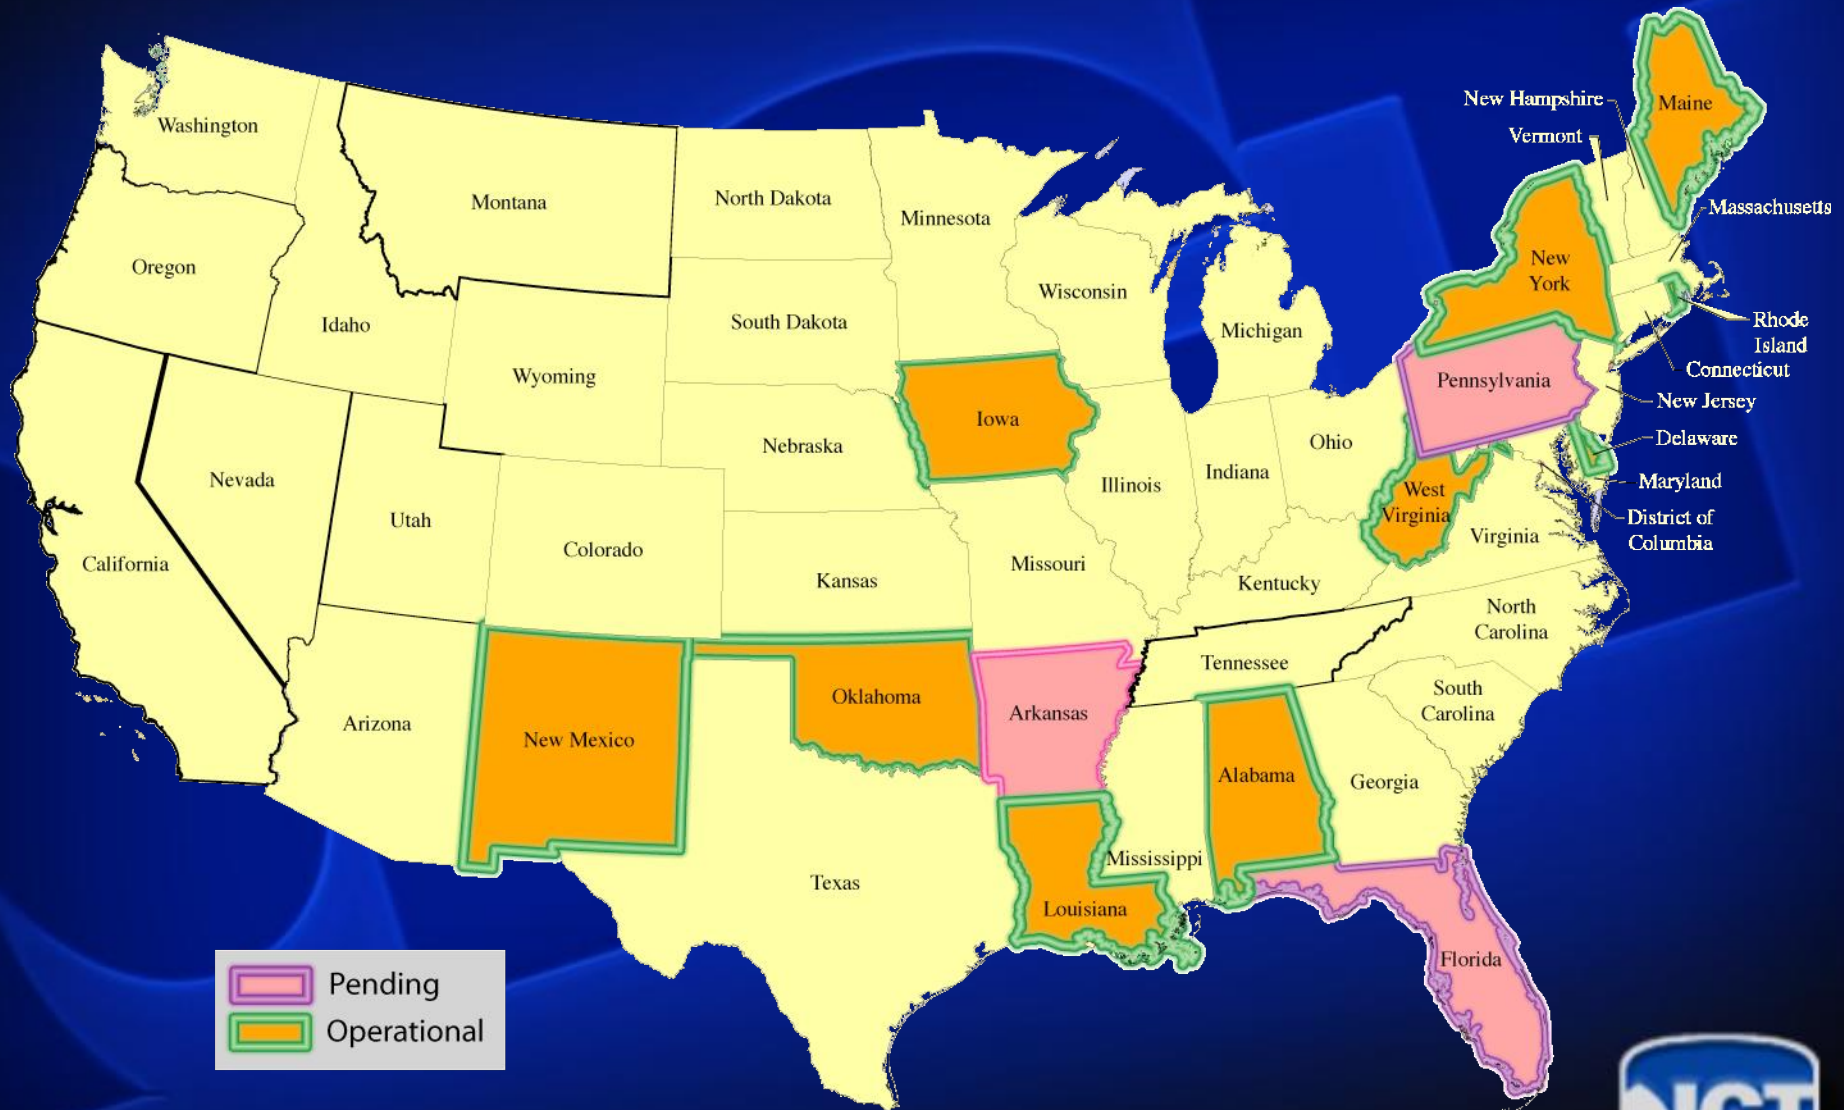 Washington
Oregon
California
Nevada
Idaho
Montana
Wyoming
Utah
Arizona
Colorado
New Mexico
North Dakota
South Dakota
Nebraska
Kansas
Oklahoma
Texas
Minnesota
Iowa
Missouri
Arkansas
Louisiana
Wisconsin
Illinois
Michigan
Indiana
Ohio
Kentucky
Tennessee
Mississippi
Alabama
Georgia
Florida
South
Carolina
North
Carolina
Virginia
West
Virginia
Pennsylvania
New
York
Maine
New Hampshire
Vermont
Massachusetts
Rhode
Island
Connecticut
New Jersey
Delaware
Maryland
District of
Columbia
Pending
Operational